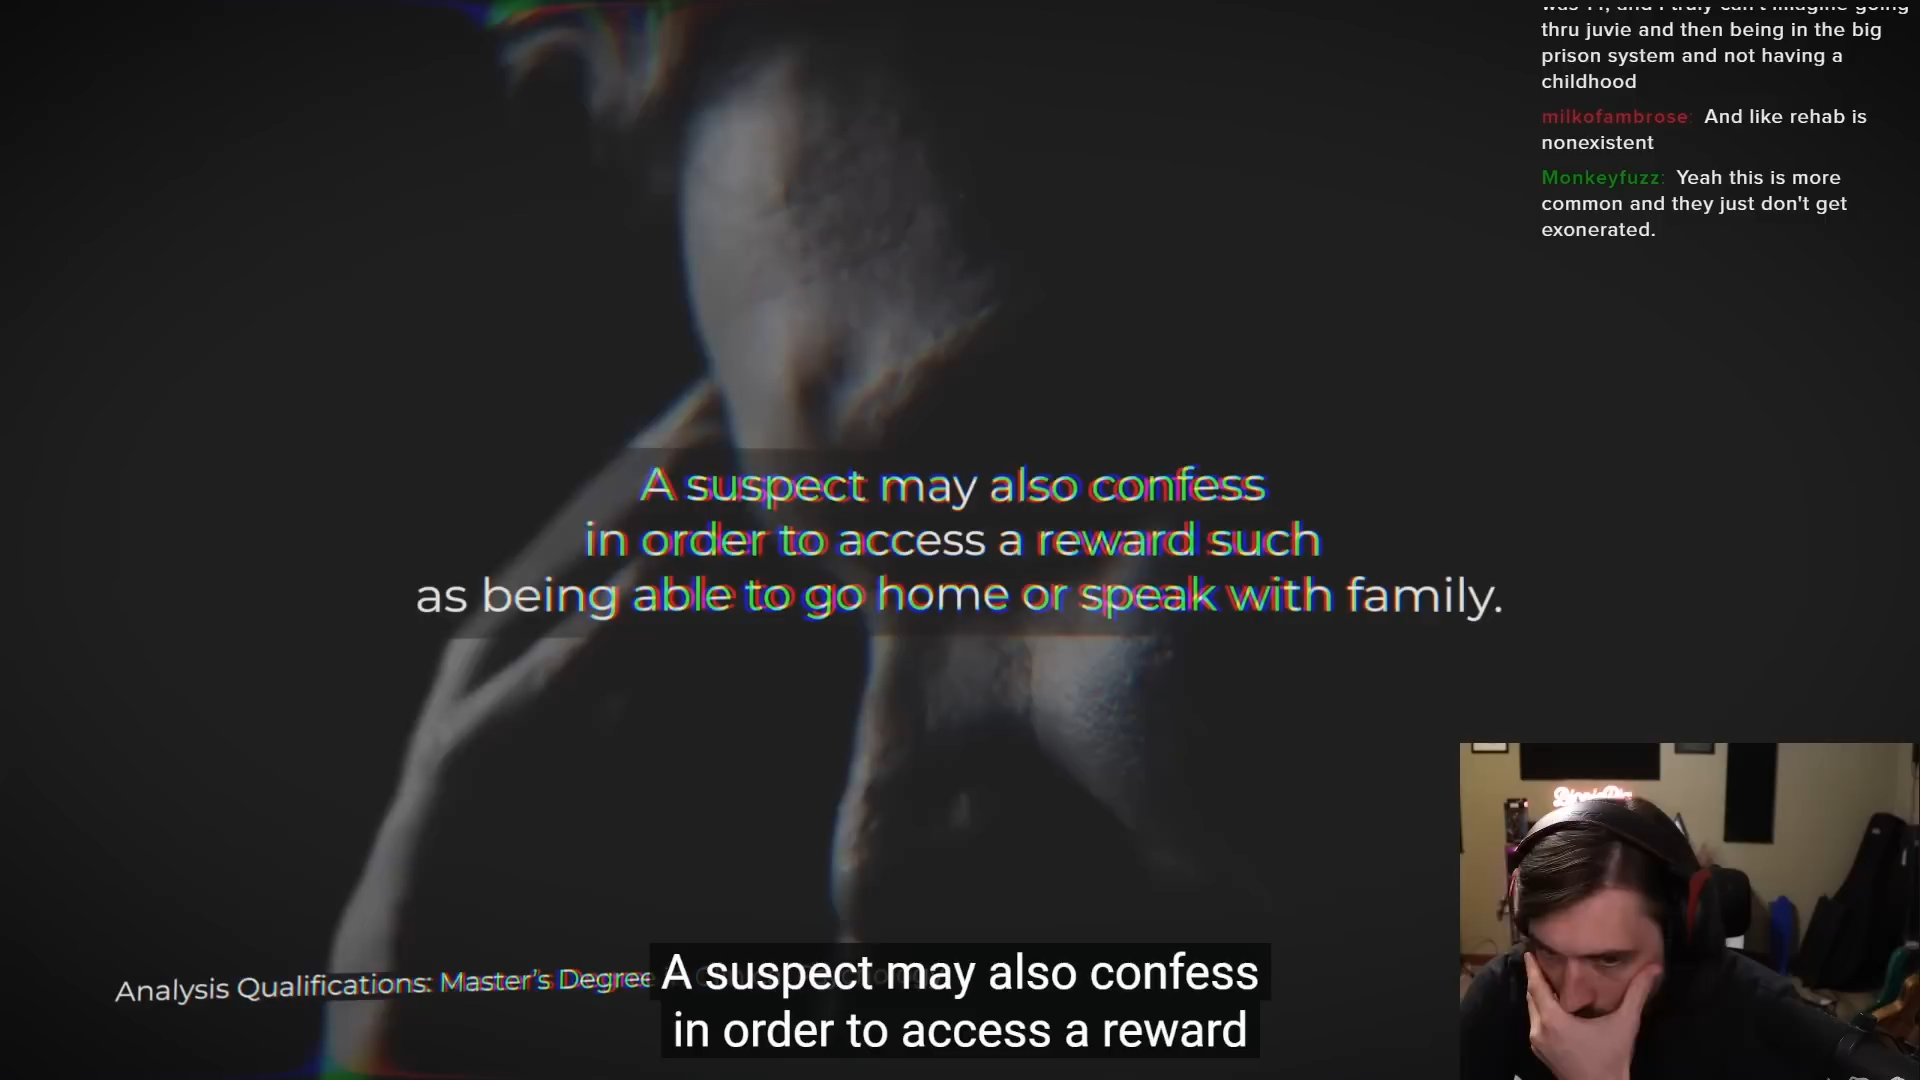 thru juvie and then being in the big
prison system and not having a
childhood
milkofambrose: And like rehab is
nonexistent
Monkeyfuzz: Yeah this is more
common and they just don't get
exonerated.
A suspect may also confess
in order to access a reward such
as being able to go home or speak with family.
Analysis Qualifications: Master's Degree
A suspect may also confess
in order to access a reward